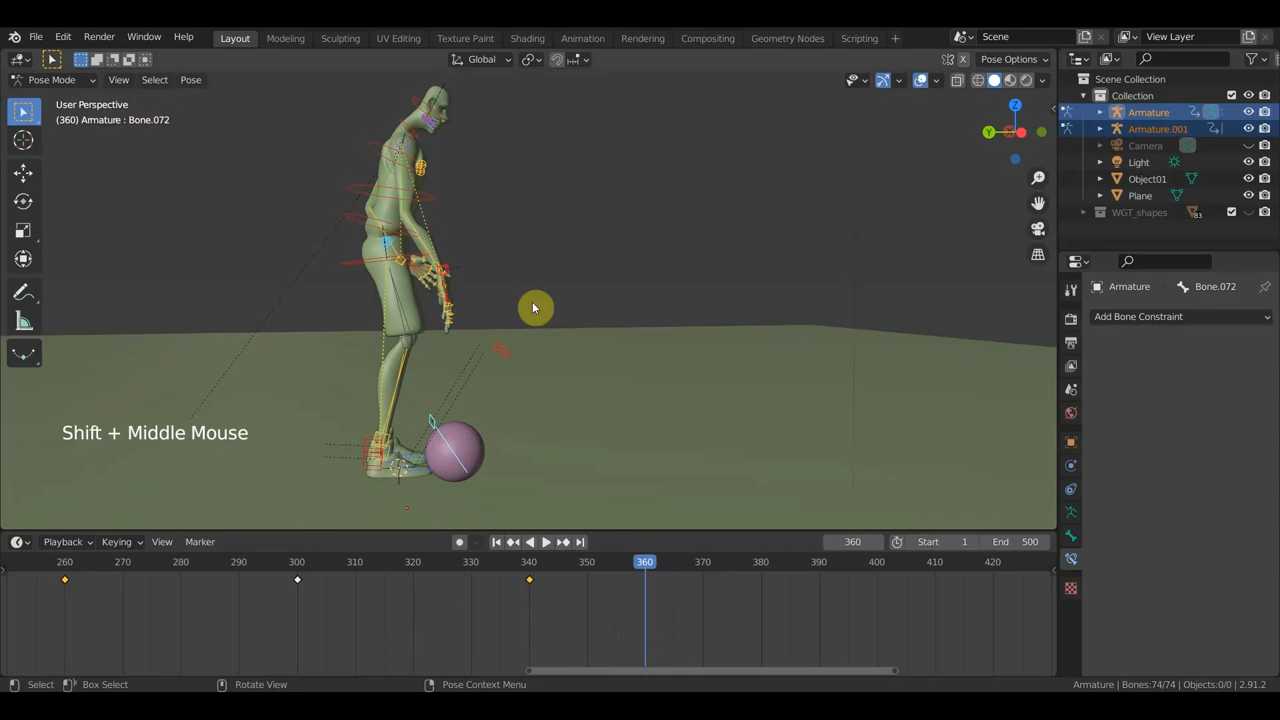 File Edit Render Window Help Layout Modeling Sculpting UV Editing Texture Paint Shading Animation Rendering Compositing Geometry Nodes Scripting + Scene View Layer
Global Pose Options
Pose Mode View Select Pose
User Perspective
(360) Armature : Bone.072
Shift + Middle Mouse
Z
Y
X
Scene Collection
Collection
Armature
Armature.001
Camera
Light
Object01
Plane
WGT_shapes 83
Armature Bone.072
Add Bone Constraint
Playback Keying View Marker 360 Start 1 End 500
260 270 280 290 300 310 320 330 340 350 360 370 380 390 400 410 420
Select Box Select Rotate View Pose Context Menu Armature | Bones:74/74 | Objects:0/0 | 2.91.2